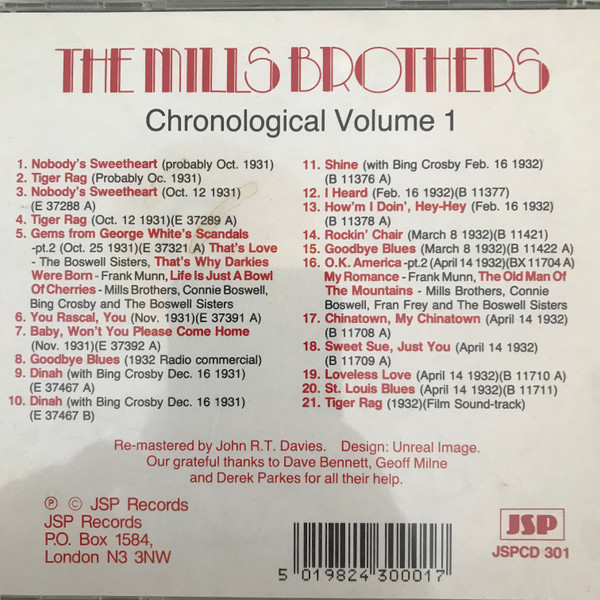 THE MILLS BROTHERS
Chronological Volume 1
1. Nobody's Sweetheart (probably Oct. 1931)
2. Tiger Rag (Probably Oc. 1931)
3. Nobody's Sweetheart (Oct. 12 1931)
(E 37288 A)
4. Tiger Rag (Oct. 12 1931)(E 37289 A)
5. Gems from George White's Scandals
-pt.2 (Oct. 25 1931)(E 37321 A) That's Love
- The Boswell Sisters, That's Why Darkies
Were Born - Frank Munn, Life Is Just A Bowl
Of Cherries - Mills Brothers, Connie Boswell,
Bing Crosby and The Boswell Sisters
6. You Rascal, You (Nov. 1931)(E 37391 A)
7. Baby, Won't You Please Come Home
(Nov. 1931)(E 37392 A)
8. Goodbye Blues (1932 Radio commercial)
9. Dinah (with Bing Crosby Dec. 16 1931)
(E 37467 A)
10. Dinah (with Bing Crosby Dec. 16 1931)
(E 37467 B)
11. Shine (with Bing Crosby Feb. 16 1932)
(B 11376 A)
12. I Heard (Feb. 16 1932)(B 11377)
13. How'm I Doin', Hey-Hey (Feb. 16 1932)
(B 11378 A)
14. Rockin' Chair (March 8 1932)(B 11421)
15. Goodbye Blues (March 8 1932)(B 11422 A)
16. O.K. America -pt.2 (April 14 1932)(BX 11704 A)
My Romance - Frank Munn, The Old Man Of
The Mountains - Mills Brothers, Connie
Boswell, Fran Frey and The Boswell Sisters
17. Chinatown, My Chinatown (April 14 1932)
(B 11708 A)
18. Sweet Sue, Just You (April 14 1932)
(B 11709 A)
19. Loveless Love (April 14 1932)(B 11710 A)
20. St. Louis Blues (April 14 1932)(B 11711)
21. Tiger Rag (1932)(Film Sound-track)
Re-mastered by John R.T. Davies. Design: Unreal Image.
Our grateful thanks to Dave Bennett, Geoff Milne
and Derek Parkes for all their help.
℗ © JSP Records
JSP Records
P.O. Box 1584,
London N3 3NW
5 019824 300017
JSP
JSPCD 301